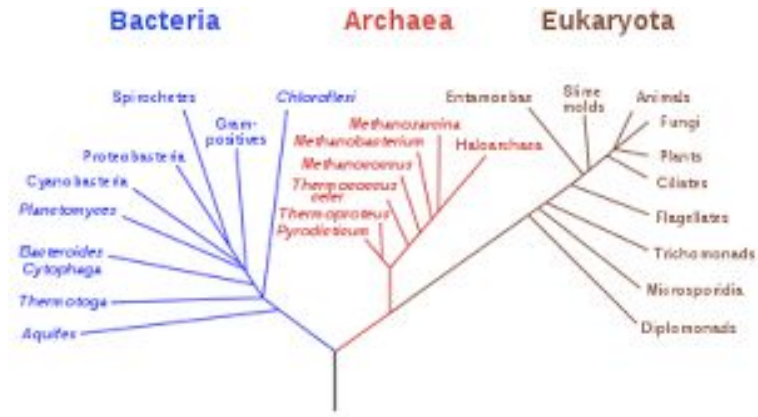 Bacteria
Archaea
Eukaryota
Spirochetes
Chloroflexi
Gram-
positives
Proteobacteria
Cyanobacteria
Planctomyces
Bacteroides
Cytophaga
Thermotoga
Aquifex
Methanosarcina
Methanobacterium
Haloarchaea
Methanococcus
Thermococcus
celer
Thermoproteus
Pyrodicticum
Entamoebae
Slime
molds
Animals
Fungi
Plants
Ciliates
Flagellates
Trichomonads
Microsporidia
Diplomonads